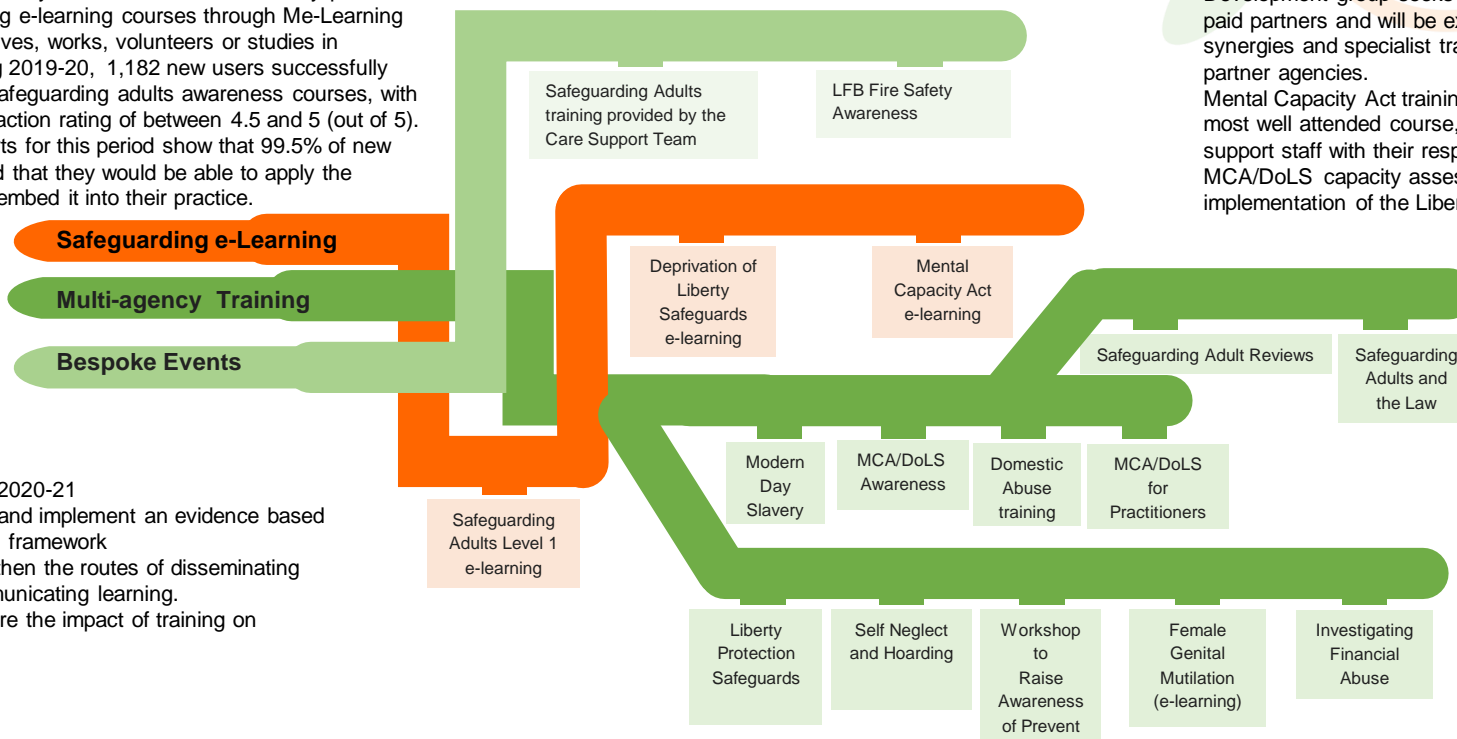 g e-learning courses through Me-Learning
ves, works, volunteers or studies in
g 2019-20, 1,182 new users successfully
afeguarding adults awareness courses, with
action rating of between 4.5 and 5 (out of 5).
ts for this period show that 99.5% of new
d that they would be able to apply the
embed it into their practice.
paid partners and will be ex
synergies and specialist tra
partner agencies.
Mental Capacity Act trainin
most well attended course,
support staff with their resp
MCA/DoLS capacity asses
implementation of the Liber
Safeguarding Adults
training provided by the
Care Support Team
LFB Fire Safety
Awareness
Safeguarding e-Learning
Multi-agency Training
Bespoke Events
Deprivation of
Liberty
Safeguards
e-learning
Mental
Capacity Act
e-learning
Safeguarding Adult Reviews
Safeguarding
Adults and
the Law
Modern
Day
Slavery
MCA/DoLS
Awareness
Domestic
Abuse
training
MCA/DoLS
for
Practitioners
2020-21
and implement an evidence based
framework
hen the routes of disseminating
municating learning.
re the impact of training on
Safeguarding
Adults Level 1
e-learning
Liberty
Protection
Safeguards
Self Neglect
and Hoarding
Workshop
to
Raise
Awareness
of Prevent
Female
Genital
Mutilation
(e-learning)
Investigating
Financial
Abuse